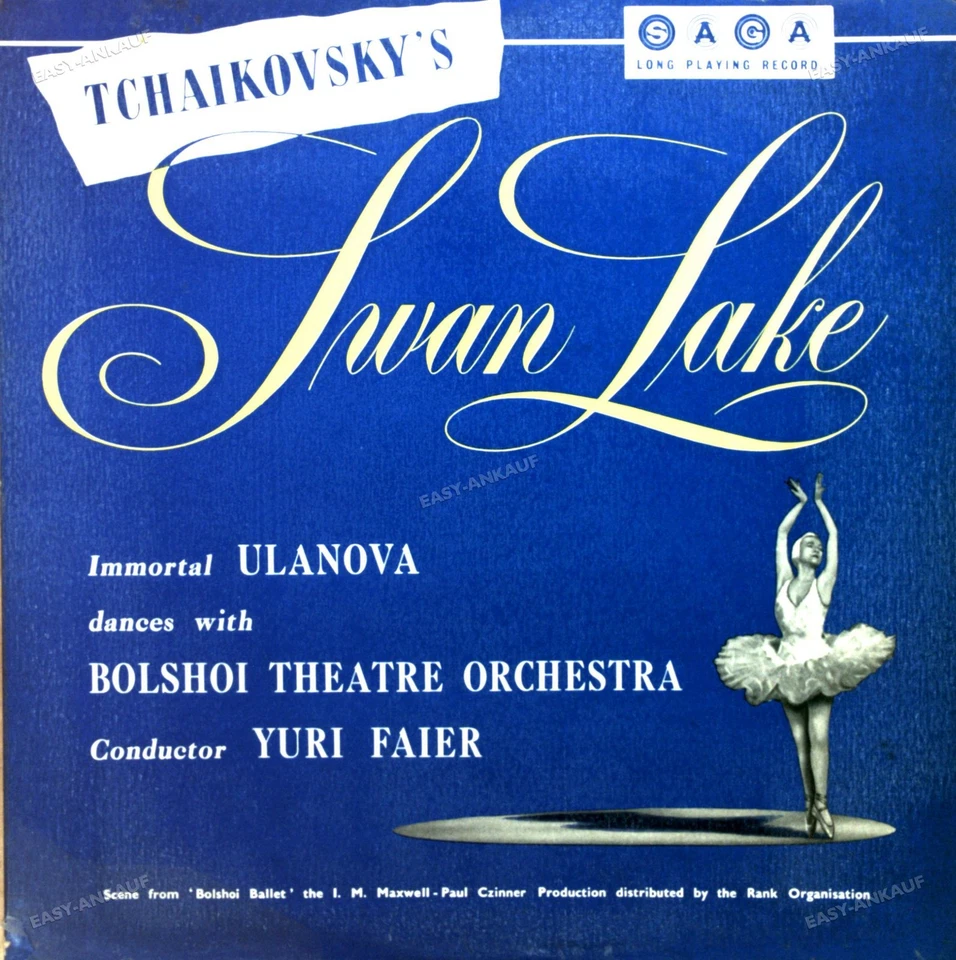 TCHAIKOVSKY'S
SAGA
LONG PLAYING RECORD
Swan Lake
Immortal ULANOVA
dances with
BOLSHOI THEATRE ORCHESTRA
Conductor YURI FAIER
Scene from 'Bolshoi Ballet' the I. M. Maxwell - Paul Czinner Production distributed by the Rank Organisation
EASY-ANKAUF
EASY-ANKAUF
EASY-ANKAUF
EASY-ANKAUF
EASY-ANKAUF